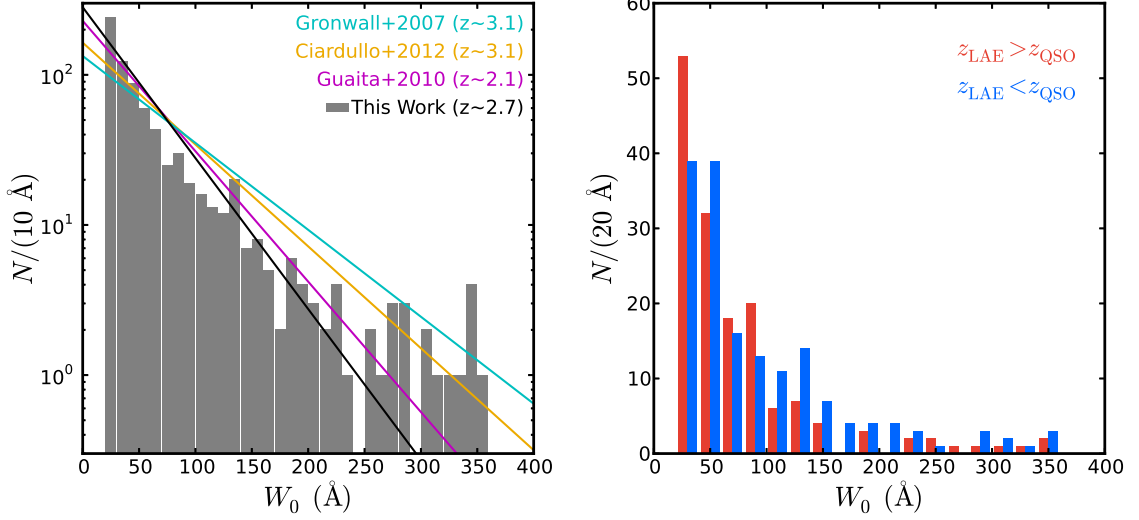 Gronwall+2007 (z~3.1)
Ciardullo+2012 (z~3.1)
Guaita+2010 (z~2.1)
This Work (z~2.7)
N/(10 Å)
10²
10¹
10⁰
0 50 100 150 200 250 300 350 400
W₀ (Å)
z_LAE > z_QSO
z_LAE < z_QSO
N/(20 Å)
60
50
40
30
20
10
0
0 50 100 150 200 250 300 350 400
W₀ (Å)